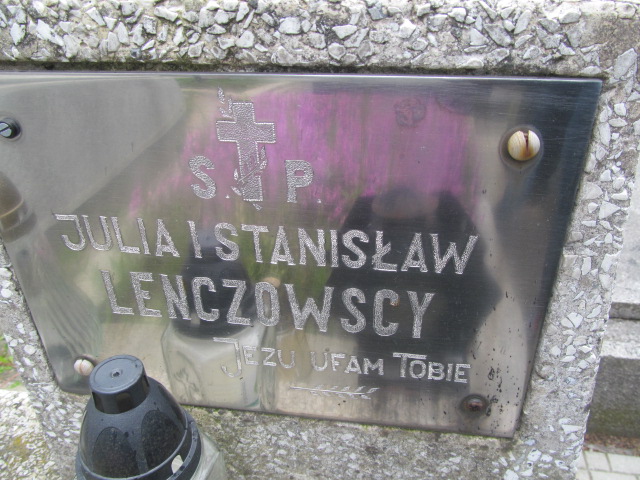 S. P.
JULIA I STANISŁAW
LENCZOWSCY
JEZU UFAM TOBIE